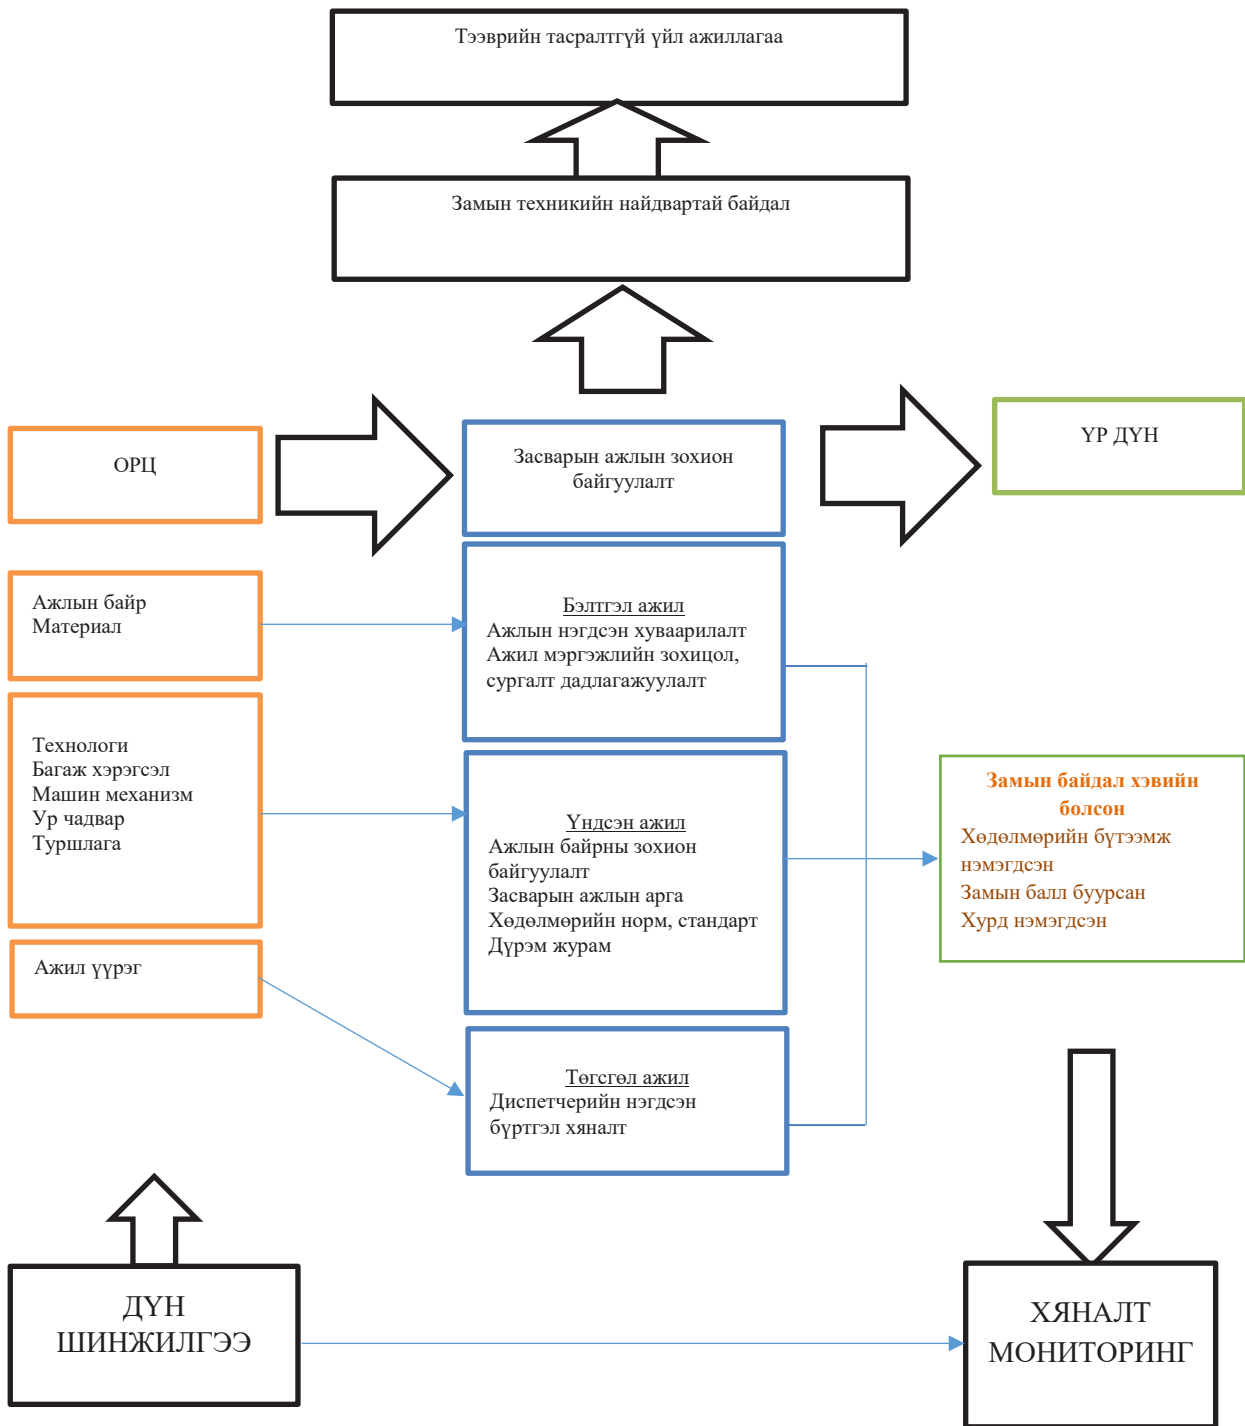 Тээврийн тасралтгүй үйл ажиллагаа
Замын техникийн найдвартай байдал
ОРЦ
Засварын ажлын зохион
байгуулалт
ҮР ДҮН
Ажлын байр
Материал
Бэлтгэл ажил
Ажлын нэгдсэн хуваарилалт
Ажил мэргэжлийн зохицол,
сургалт дадлагажуулалт
Технологи
Багаж хэрэгсэл
Машин механизм
Ур чадвар
Туршлага
Үндсэн ажил
Ажлын байрны зохион
байгуулалт
Засварын ажлын арга
Хөдөлмөрийн норм, стандарт
Дүрэм журам
Замын байдал хэвийн
болсон
Хөдөлмөрийн бүтээмж
нэмэгдсэн
Замын балл буурсан
Хурд нэмэгдсэн
Ажил үүрэг
Төгсгөл ажил
Диспетчерийн нэгдсэн
бүртгэл хяналт
ДҮН
ШИНЖИЛГЭЭ
ХЯНАЛТ
МОНИТОРИНГ